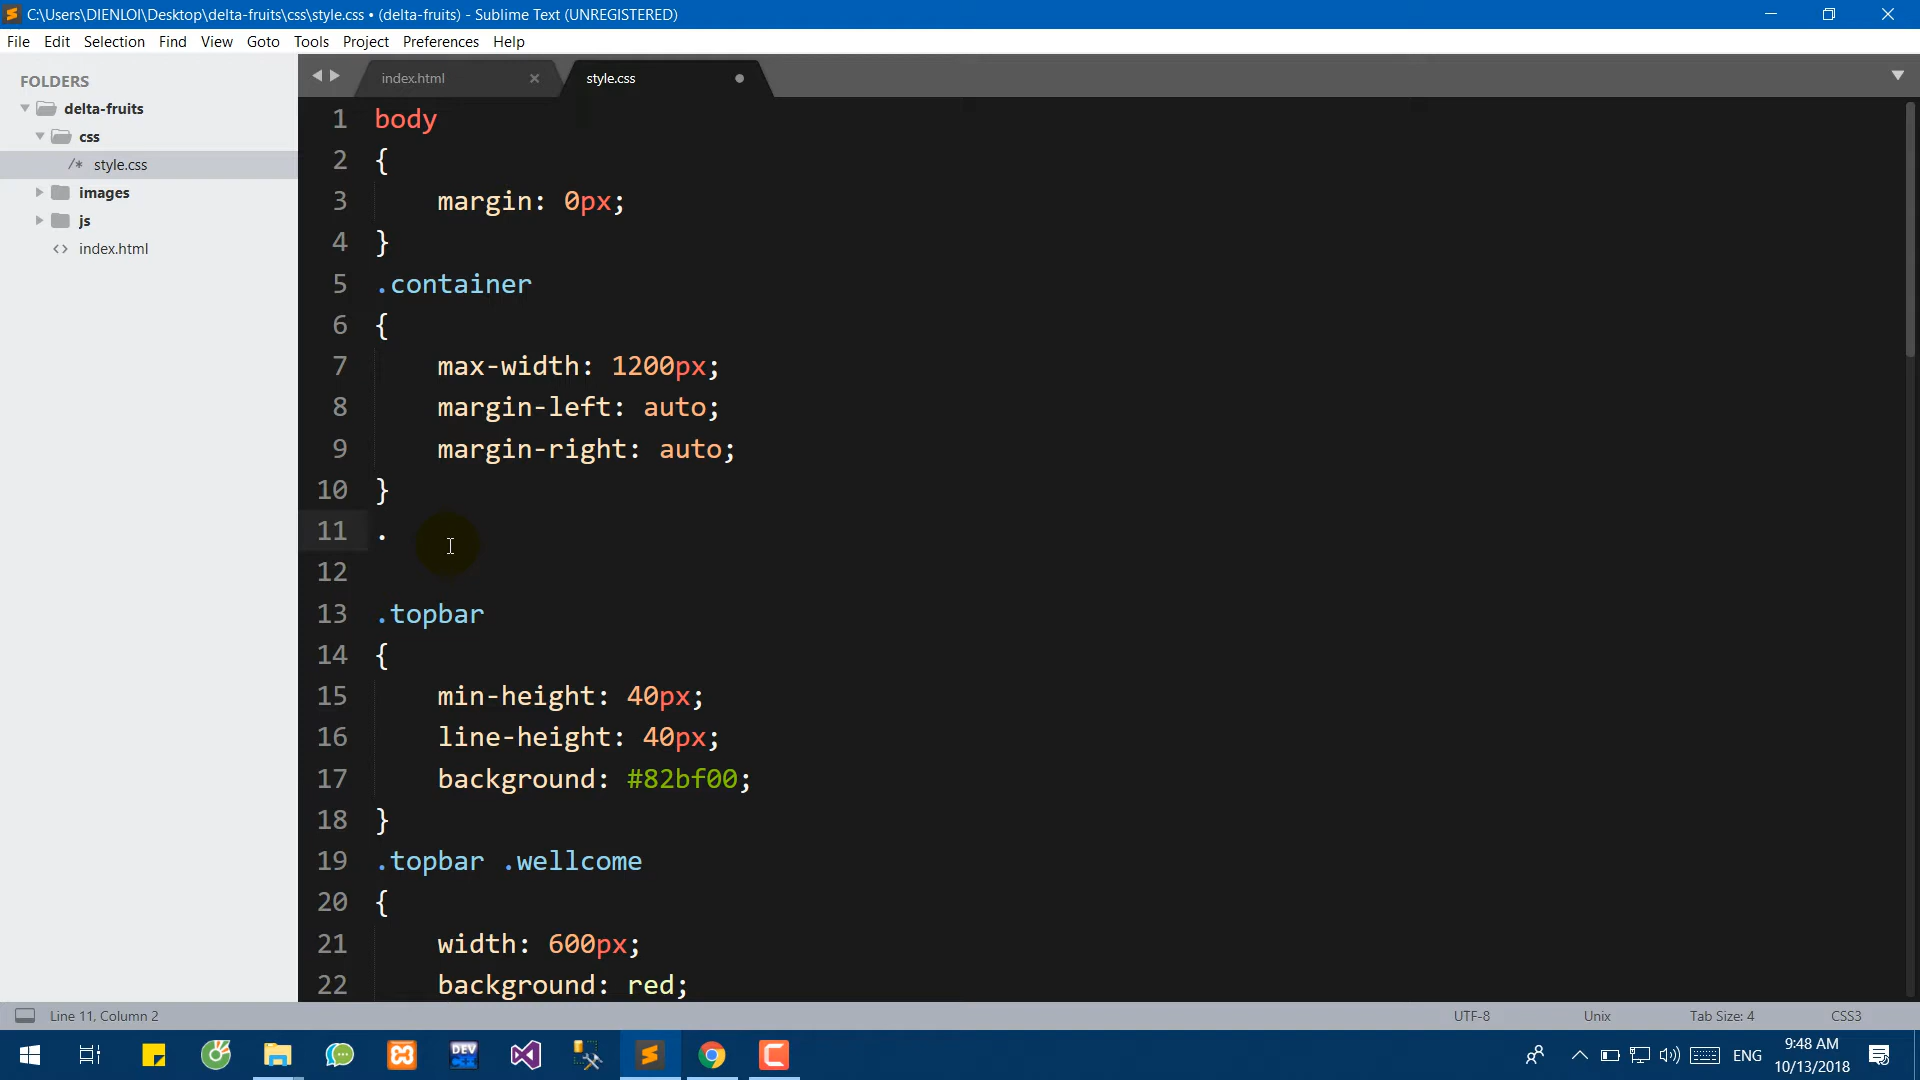 C:\Users\DIENLOI\Desktop\delta-fruits\css\style.css • (delta-fruits) - Sublime Text (UNREGISTERED)
File Edit Selection Find View Goto Tools Project Preferences Help
FOLDERS
delta-fruits
css
/* style.css
images
js
<> index.html
index.html
style.css
1 body
2 {
3 margin: 0px;
4 }
5 .container
6 {
7 max-width: 1200px;
8 margin-left: auto;
9 margin-right: auto;
10 }
11 .
12
13 .topbar
14 {
15 min-height: 40px;
16 line-height: 40px;
17 background: #82bf00;
18 }
19 .topbar .wellcome
20 {
21 width: 600px;
22 background: red;
Line 11, Column 2
UTF-8
Unix
Tab Size: 4
CSS3
DEV
ENG
9:48 AM
10/13/2018